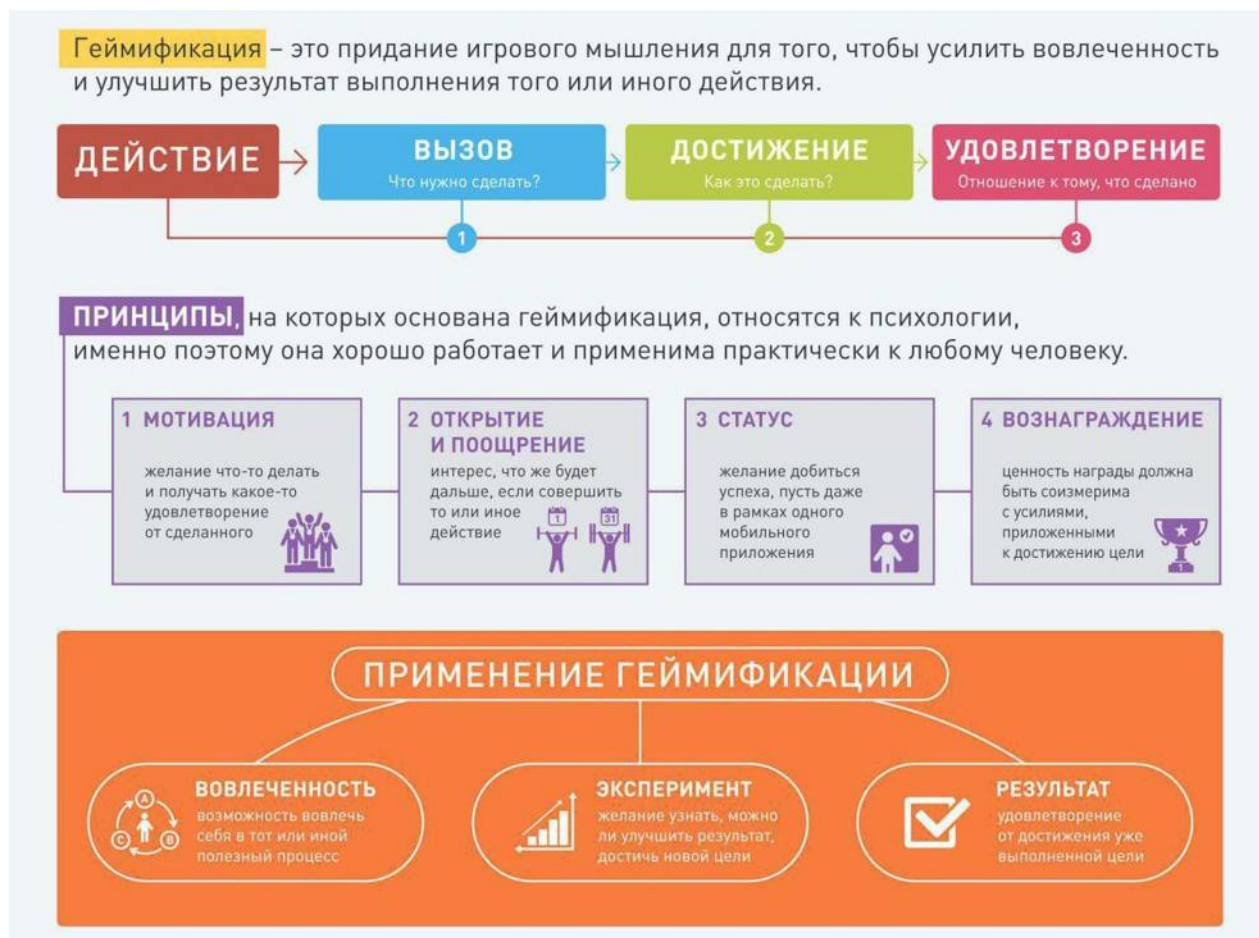 Геймификация – это придание игрового мышления для того, чтобы усилить вовлеченность
и улучшить результат выполнения того или иного действия.
ДЕЙСТВИЕ
ВЫЗОВ
Что нужно сделать?
ДОСТИЖЕНИЕ
Как это сделать?
УДОВЛЕТВОРЕНИЕ
Отношение к тому, что сделано
1
2
3
ПРИНЦИПЫ, на которых основана геймификация, относятся к психологии,
именно поэтому она хорошо работает и применима практически к любому человеку.
1 МОТИВАЦИЯ
желание что-то делать
и получать какое-то
удовлетворение
от сделанного
2 ОТКРЫТИЕ
И ПООЩРЕНИЕ
интерес, что же будет
дальше, если совершить
то или иное
действие
1
31
3 СТАТУС
желание добиться
успеха, пусть даже
в рамках одного
мобильного
приложения
4 ВОЗНАГРАЖДЕНИЕ
ценность награды должна
быть соизмерима
с усилиями,
приложенными
к достижению цели
1
ПРИМЕНЕНИЕ ГЕЙМИФИКАЦИИ
A
B
C
ВОВЛЕЧЕННОСТЬ
возможность вовлечь
себя в тот или иной
полезный процесс
ЭКСПЕРИМЕНТ
желание узнать, можно
ли улучшить результат,
достичь новой цели
РЕЗУЛЬТАТ
удовлетворение
от достижения уже
выполненной цели